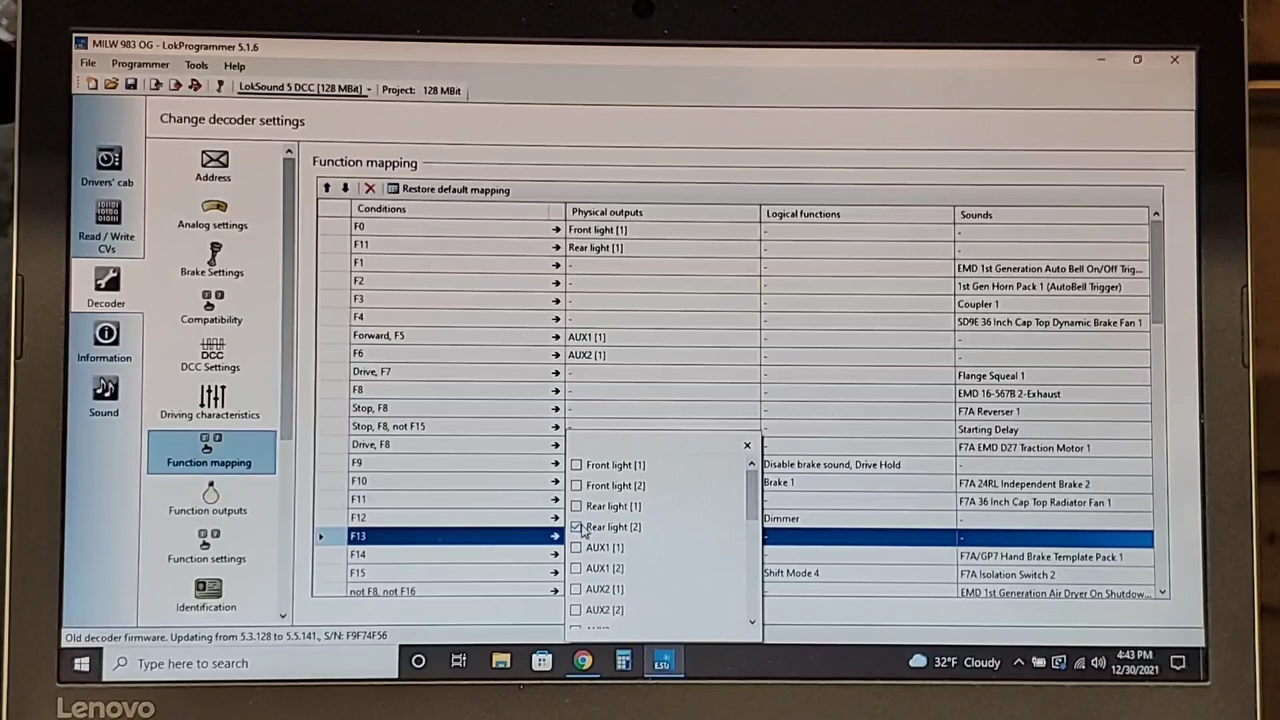 MILW 983 OG - LokProgrammer 5.1.6
File Programmer Tools Help
LokSound 5 DCC [128 MBit] Project: 128 MBit
Change decoder settings
Drivers' cab
Read / Write CVs
Decoder
Information
Sound
Address
Analog settings
Brake Settings
Compatibility
DCC
DCC Settings
Driving characteristics
Function mapping
Function outputs
Function settings
Identification
Function mapping
Restore default mapping
Conditions Physical outputs Logical functions Sounds
F0 → Front light [1] - -
F11 → Rear light [1] - -
F1 → - - EMD 1st Generation Auto Bell On/Off Trig...
F2 → - - 1st Gen Horn Pack 1 (AutoBell Trigger)
F3 → - - Coupler 1
F4 → - - SD9E 36 Inch Cap Top Dynamic Brake Fan 1
Forward, F5 → AUX1 [1] - -
F6 → AUX2 [1] - -
Drive, F7 → - - Flange Squeal 1
F8 → - - EMD 16-567B 2-Exhaust
Stop, F8 → - - F7A Reverser 1
Stop, F8, not F15 → - - Starting Delay
Drive, F8 → - F7A EMD D27 Traction Motor 1
F9 → Disable brake sound, Drive Hold -
F10 → Brake 1 F7A 24RL Independent Brake 2
F11 → - F7A 36 Inch Cap Top Radiator Fan 1
F12 → Dimmer -
F13 → - -
F14 → - F7A/GP7 Hand Brake Template Pack 1
F15 → Shift Mode 4 F7A Isolation Switch 2
not F8, not F16 → EMD 1st Generation Air Dryer On Shutdow...
Front light [1]
Front light [2]
Rear light [1]
Rear light [2]
AUX1 [1]
AUX1 [2]
AUX2 [1]
AUX2 [2]
Old decoder firmware. Updating from 5.3.128 to 5.5.141., S/N: F9F74F56
Type here to search
ESU
32°F Cloudy
4:43 PM
12/30/2021
Lenovo